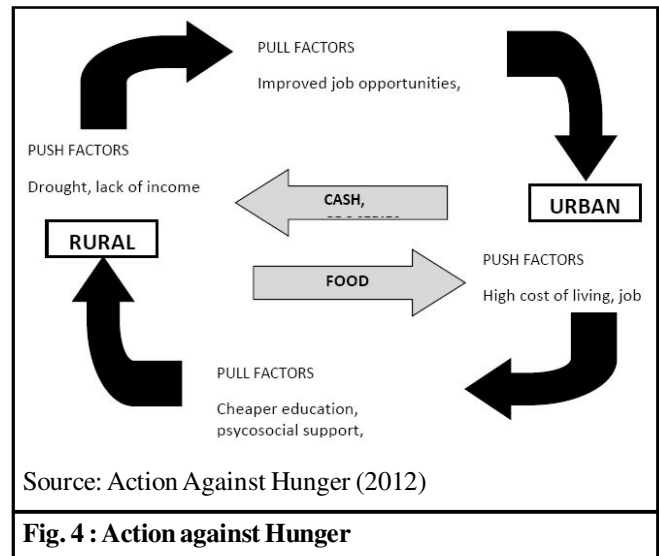 PULL FACTORS
Improved job opportunities,
PUSH FACTORS
Drought, lack of income
CASH,
URBAN
RURAL
FOOD
PUSH FACTORS
High cost of living, job
PULL FACTORS
Cheaper education,
psycosocial support,
Source: Action Against Hunger (2012)
Fig. 4 : Action against Hunger